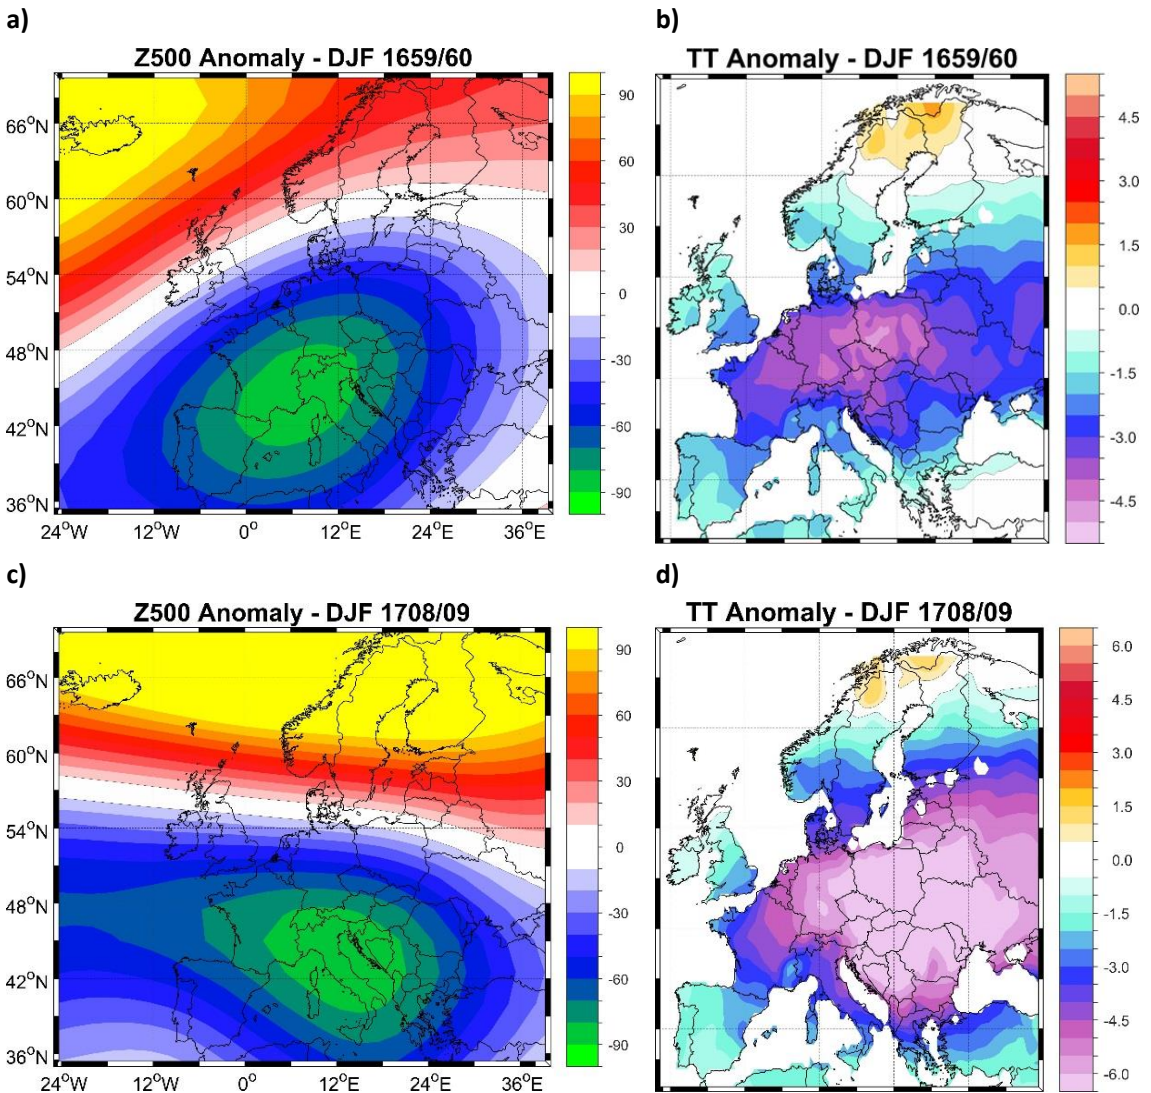 a)
Z500 Anomaly - DJF 1659/60
66°N
60°N
54°N
48°N
42°N
36°N
24°W
12°W
0°
12°E
24°E
36°E
90
60
30
0
-30
-60
-90
b)
TT Anomaly - DJF 1659/60
4.5
3.0
1.5
0.0
-1.5
-3.0
-4.5
c)
Z500 Anomaly - DJF 1708/09
66°N
60°N
54°N
48°N
42°N
36°N
24°W
12°W
0°
12°E
24°E
36°E
90
60
30
0
-30
-60
-90
d)
TT Anomaly - DJF 1708/09
6.0
4.5
3.0
1.5
0.0
-1.5
-3.0
-4.5
-6.0